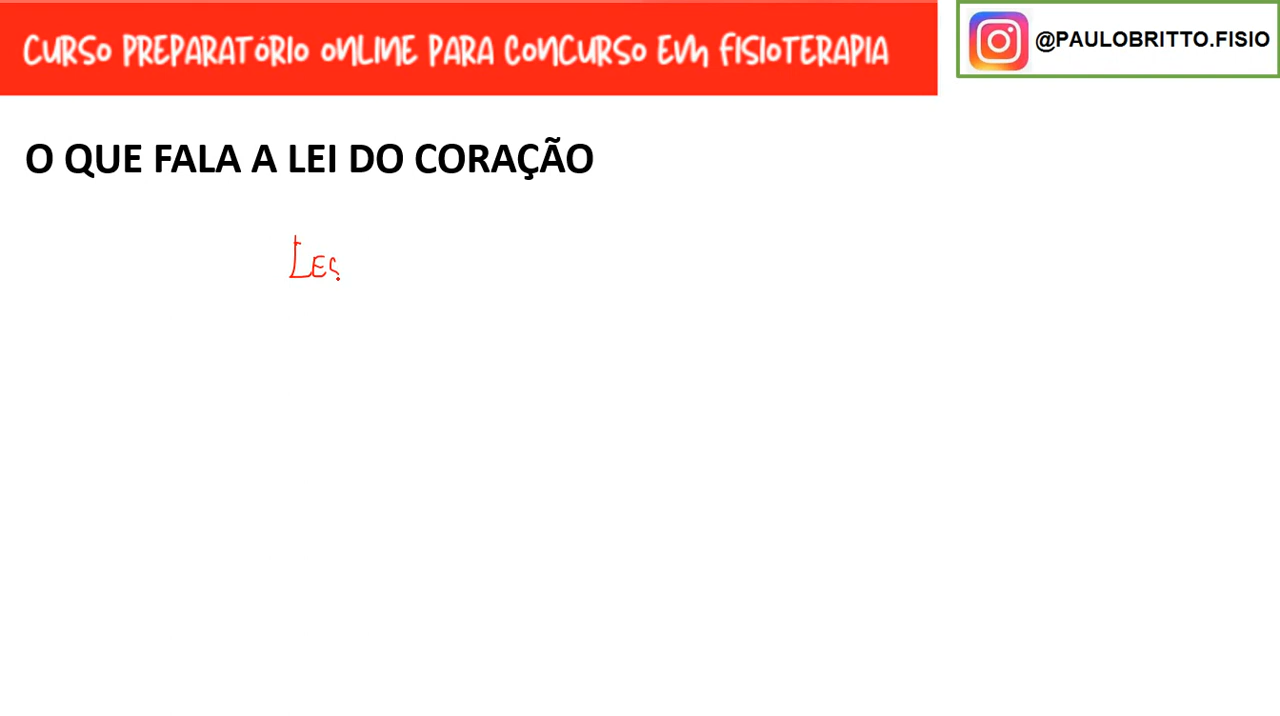 CURSO PREPARATÓRIO ONLINE PARA CONCURSO EM FISIOTERAPIA
@PAULOBRITTO.FISIO
O QUE FALA A LEI DO CORAÇÃO